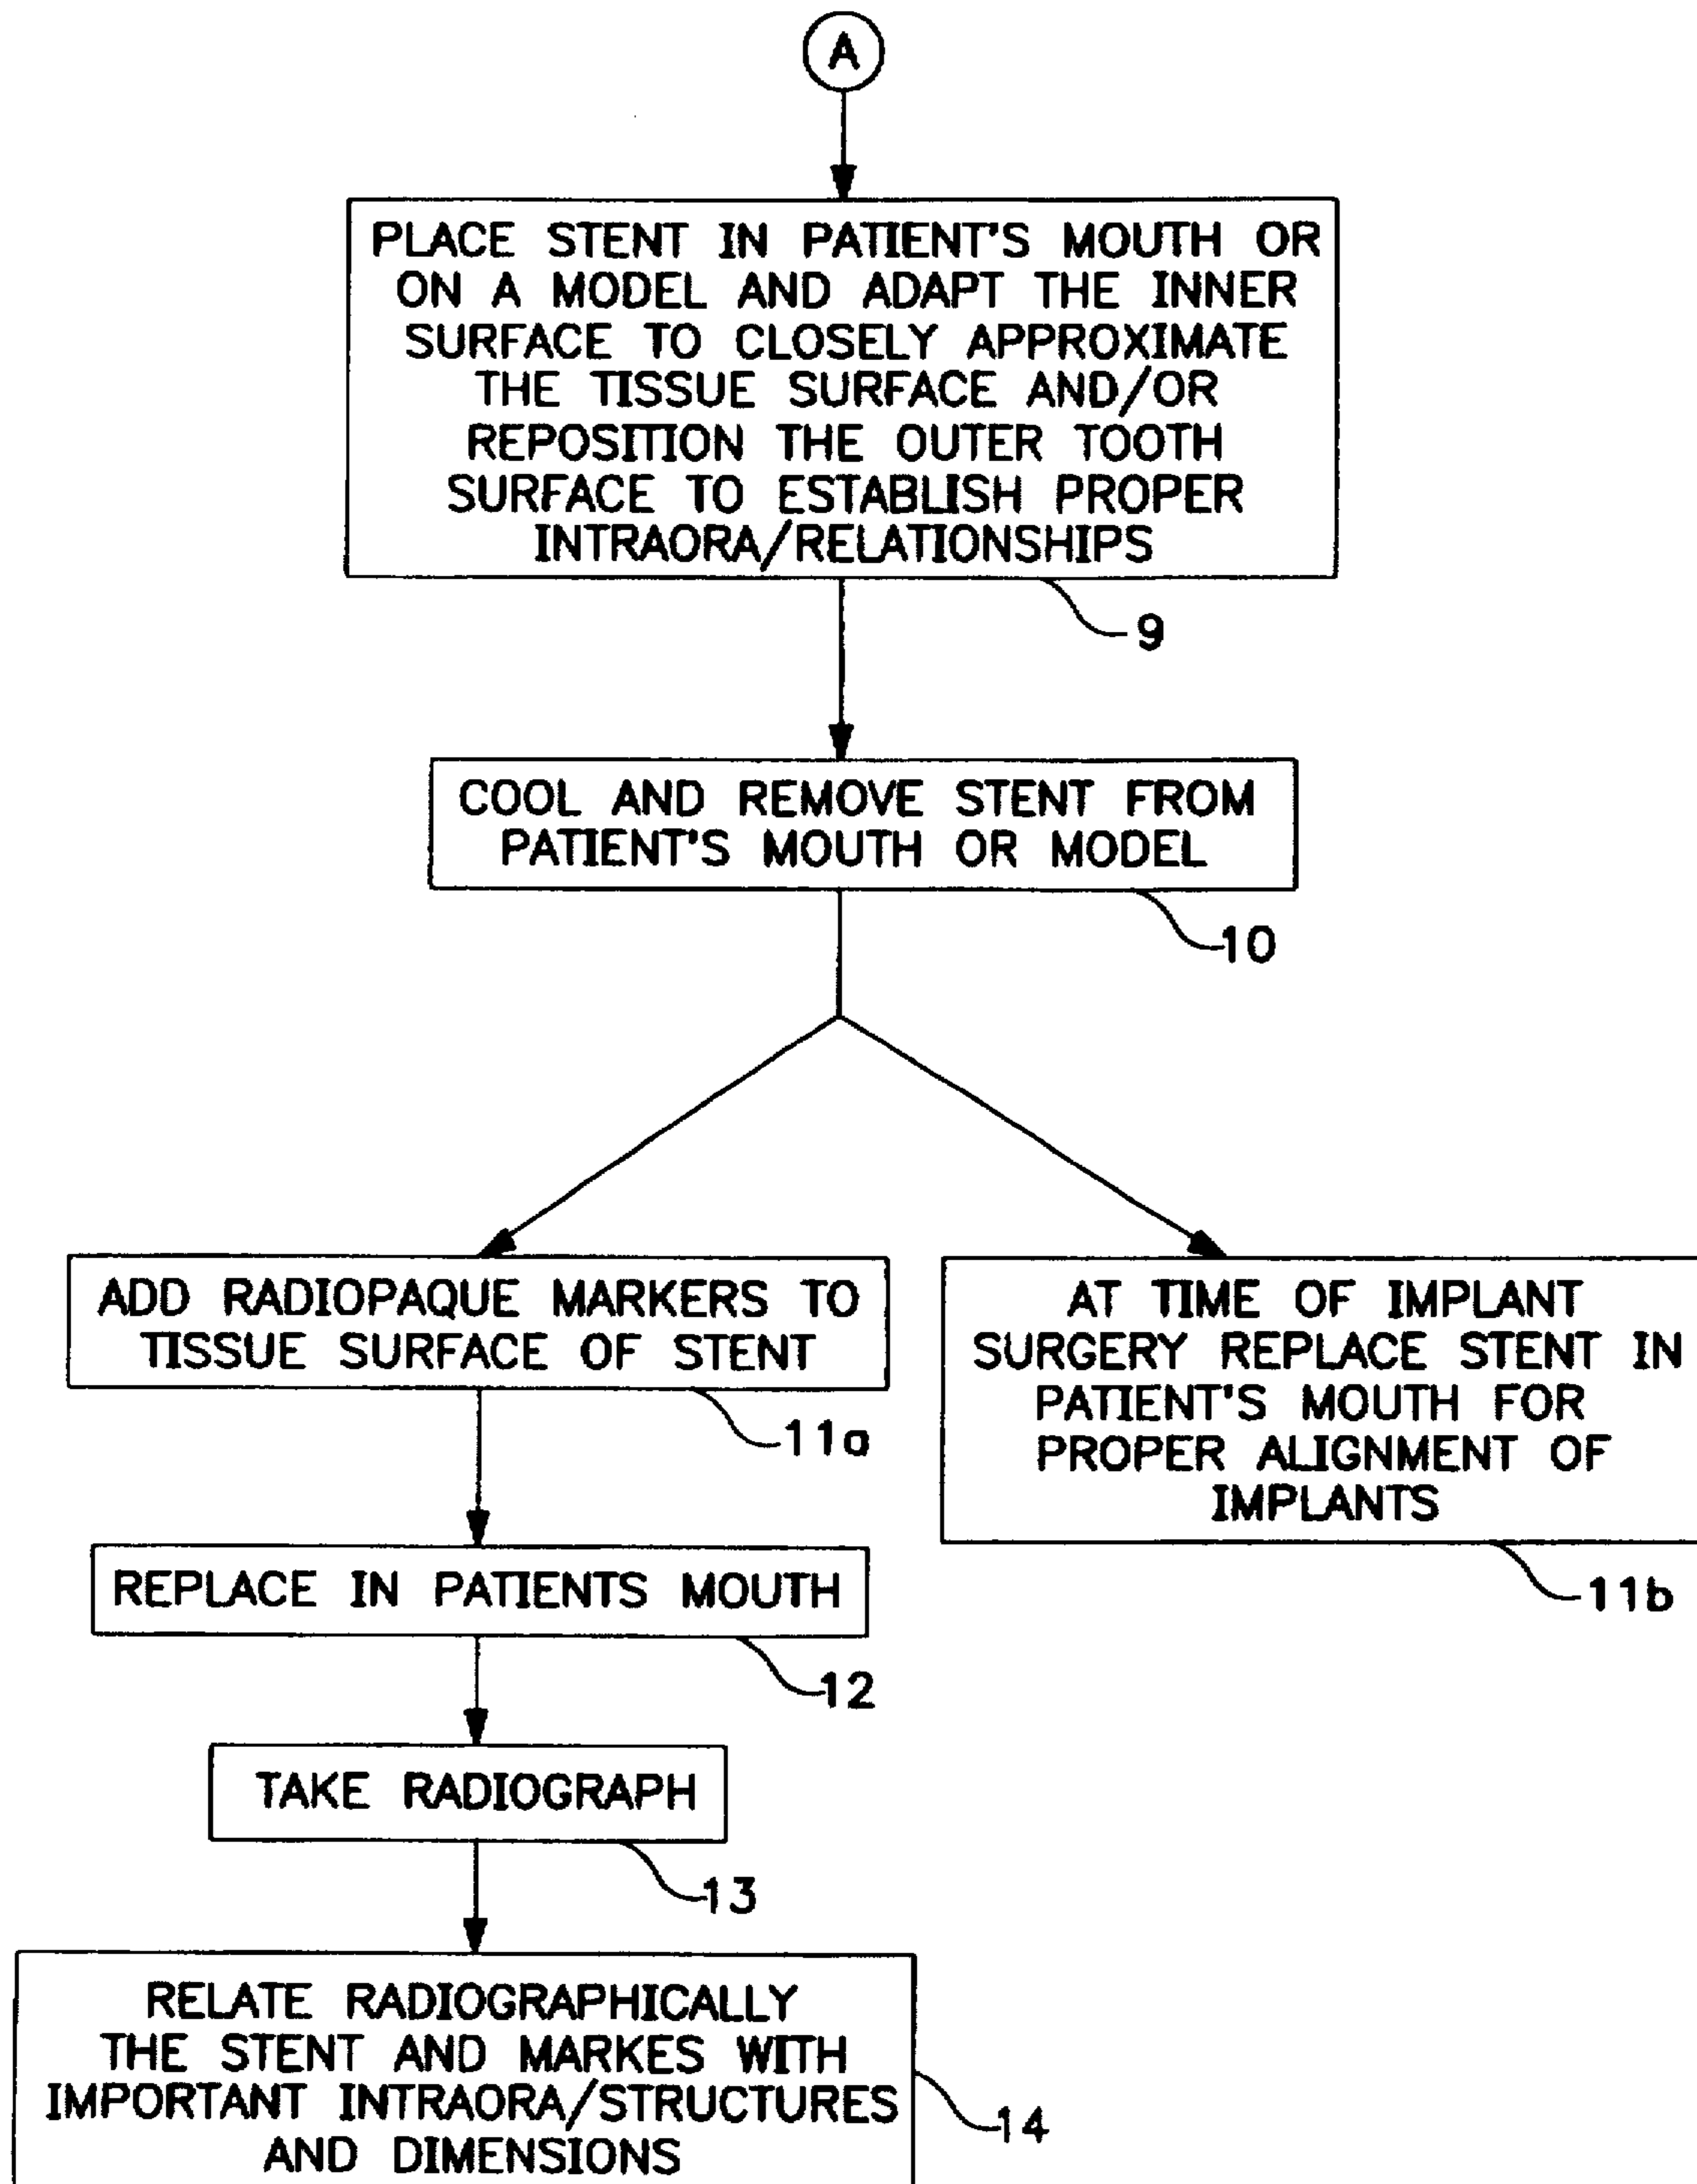 A
PLACE STENT IN PATIENT'S MOUTH OR
ON A MODEL AND ADAPT THE INNER
SURFACE TO CLOSELY APPROXIMATE
THE TISSUE SURFACE AND/OR
REPOSITION THE OUTER TOOTH
SURFACE TO ESTABLISH PROPER
INTRAORA/RELATIONSHIPS
9
COOL AND REMOVE STENT FROM
PATIENT'S MOUTH OR MODEL
10
ADD RADIOPAQUE MARKERS TO
TISSUE SURFACE OF STENT
11a
AT TIME OF IMPLANT
SURGERY REPLACE STENT IN
PATIENT'S MOUTH FOR
PROPER ALIGNMENT OF
IMPLANTS
11b
REPLACE IN PATIENTS MOUTH
12
TAKE RADIOGRAPH
13
RELATE RADIOGRAPHICALLY
THE STENT AND MARKES WITH
IMPORTANT INTRAORA/STRUCTURES
AND DIMENSIONS
14